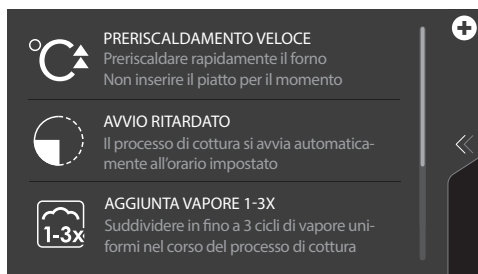 °C
PRERISCALDAMENTO VELOCE
Preriscaldare rapidamente il forno
Non inserire il piatto per il momento
AVVIO RITARDATO
Il processo di cottura si avvia automatica-
mente all'orario impostato
1-3x
AGGIUNTA VAPORE 1-3X
Suddividere in fino a 3 cicli di vapore uni-
formi nel corso del processo di cottura